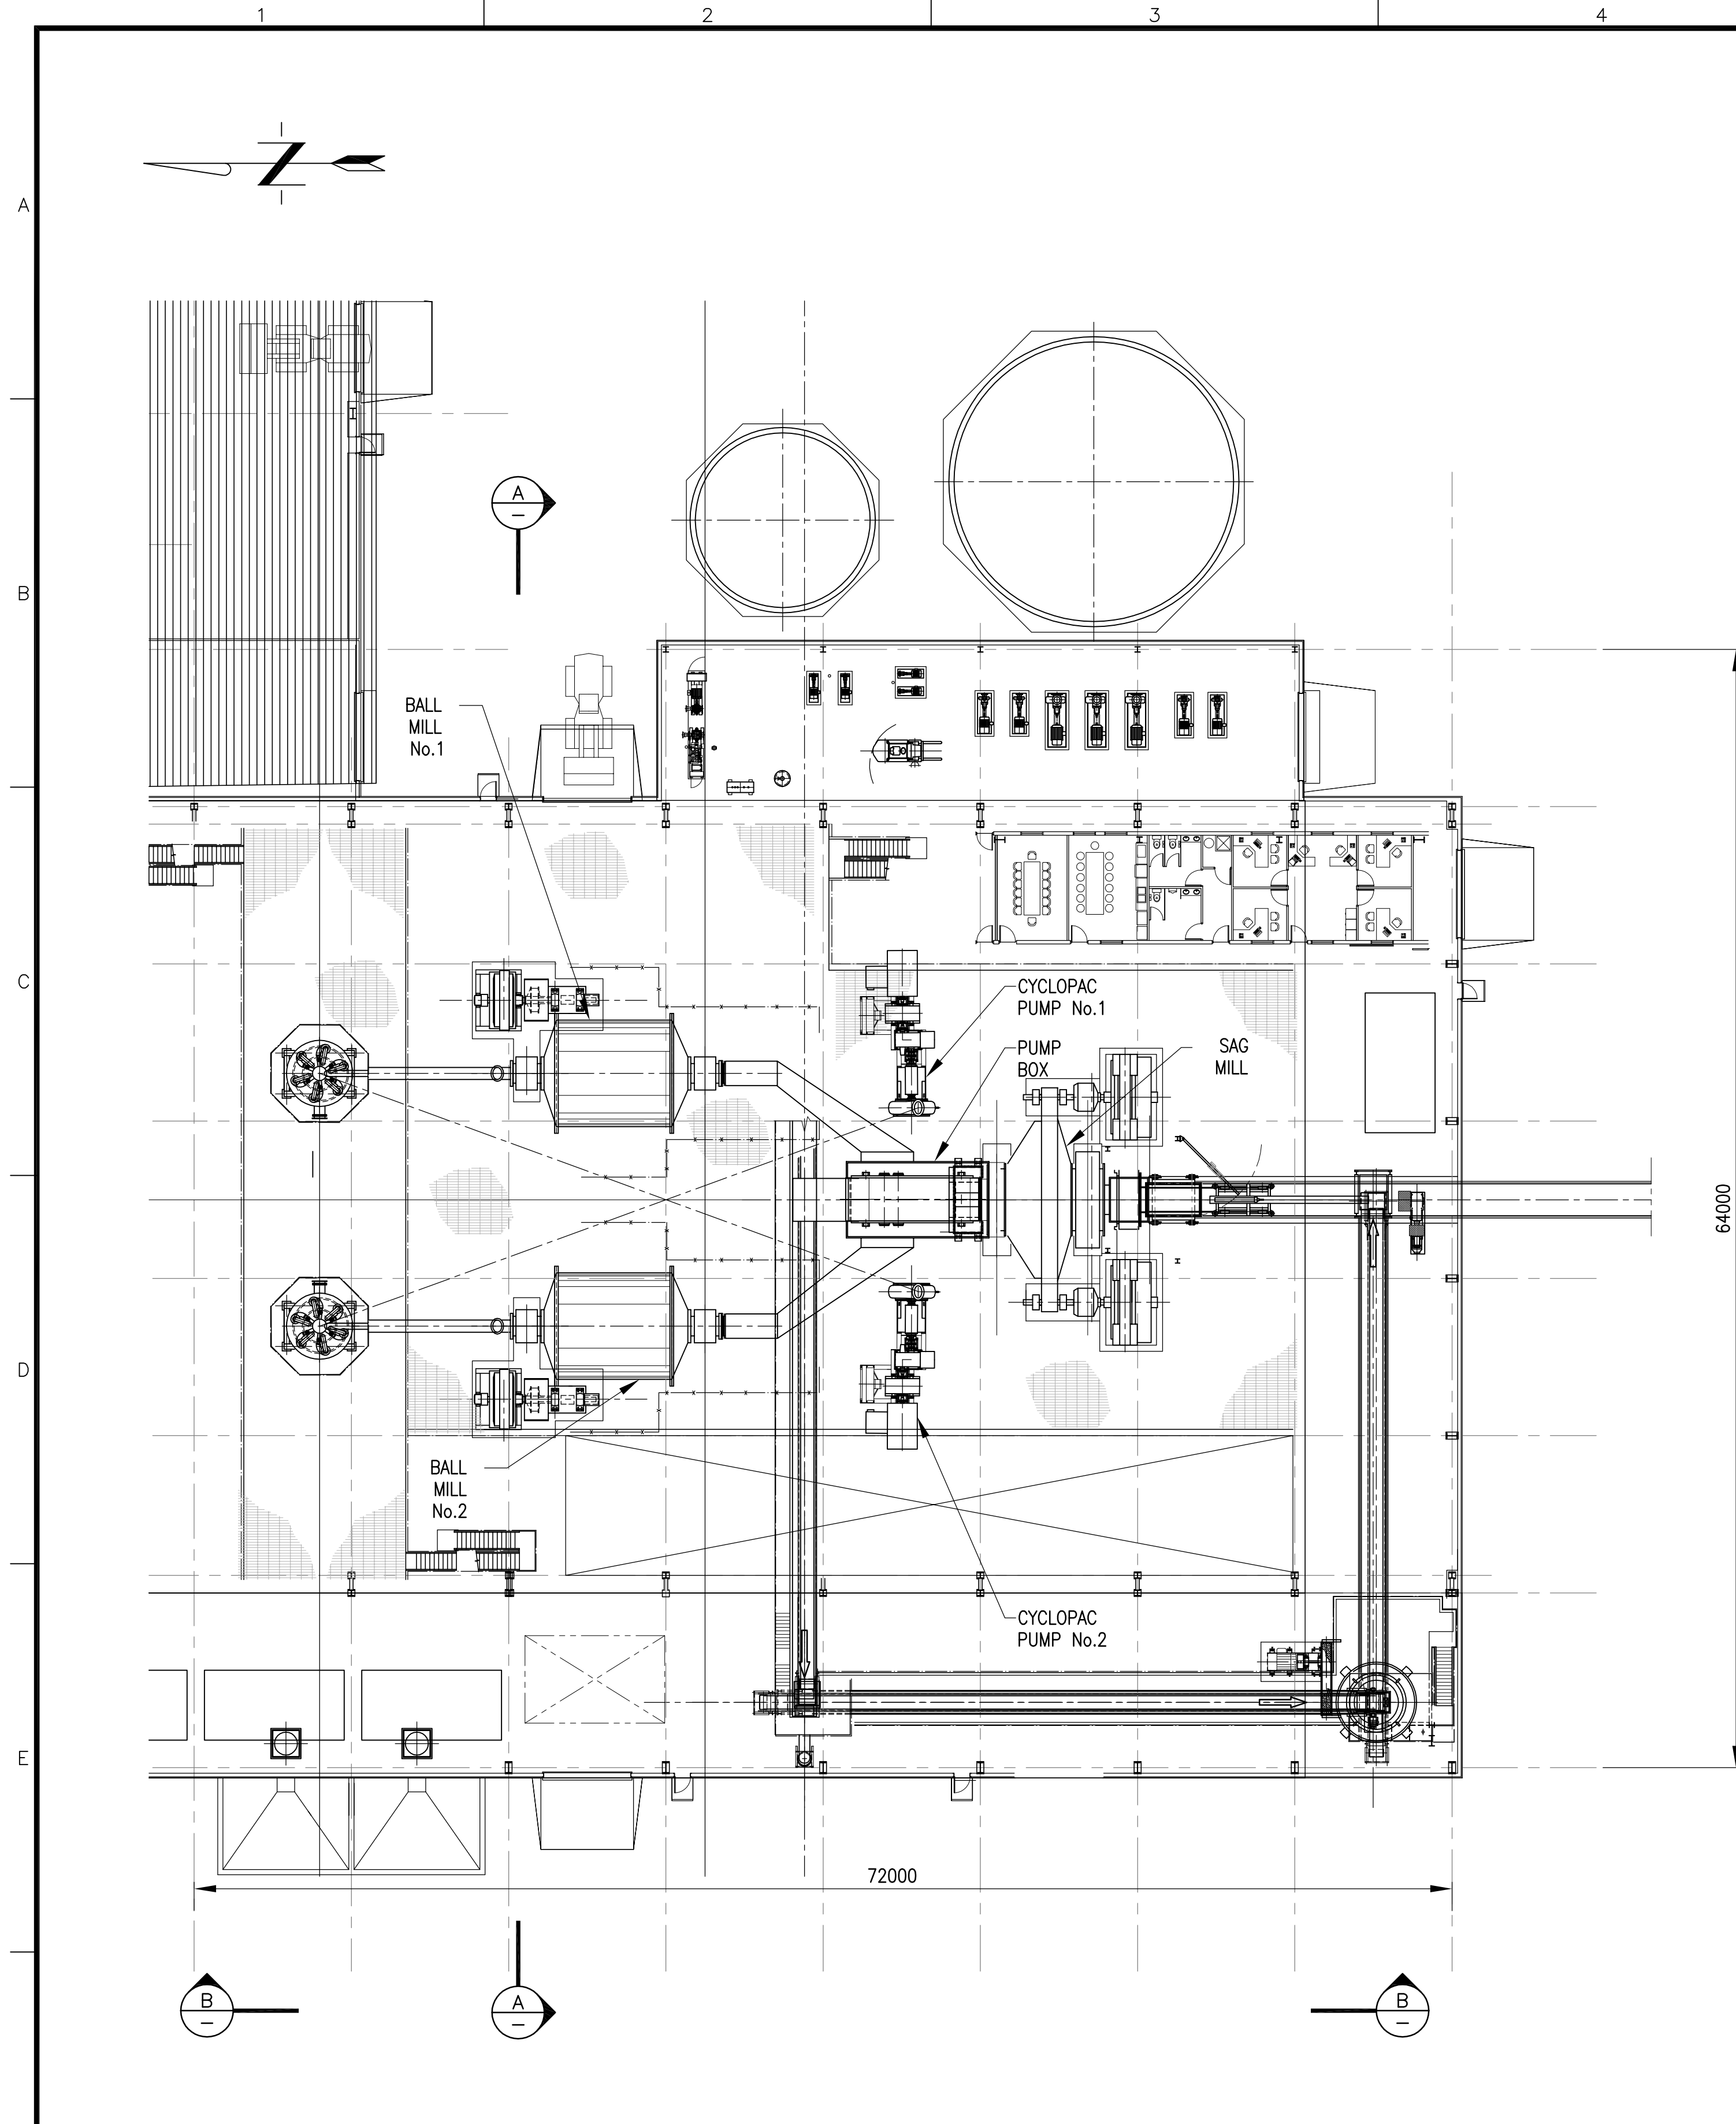 1
2
3
4
A
B
C
D
E
N
A
–
BALL
MILL
No.1
CYCLOPAC
PUMP No.1
PUMP
BOX
SAG
MILL
64000
BALL
MILL
No.2
CYCLOPAC
PUMP No.2
72000
B
–
A
–
B
–